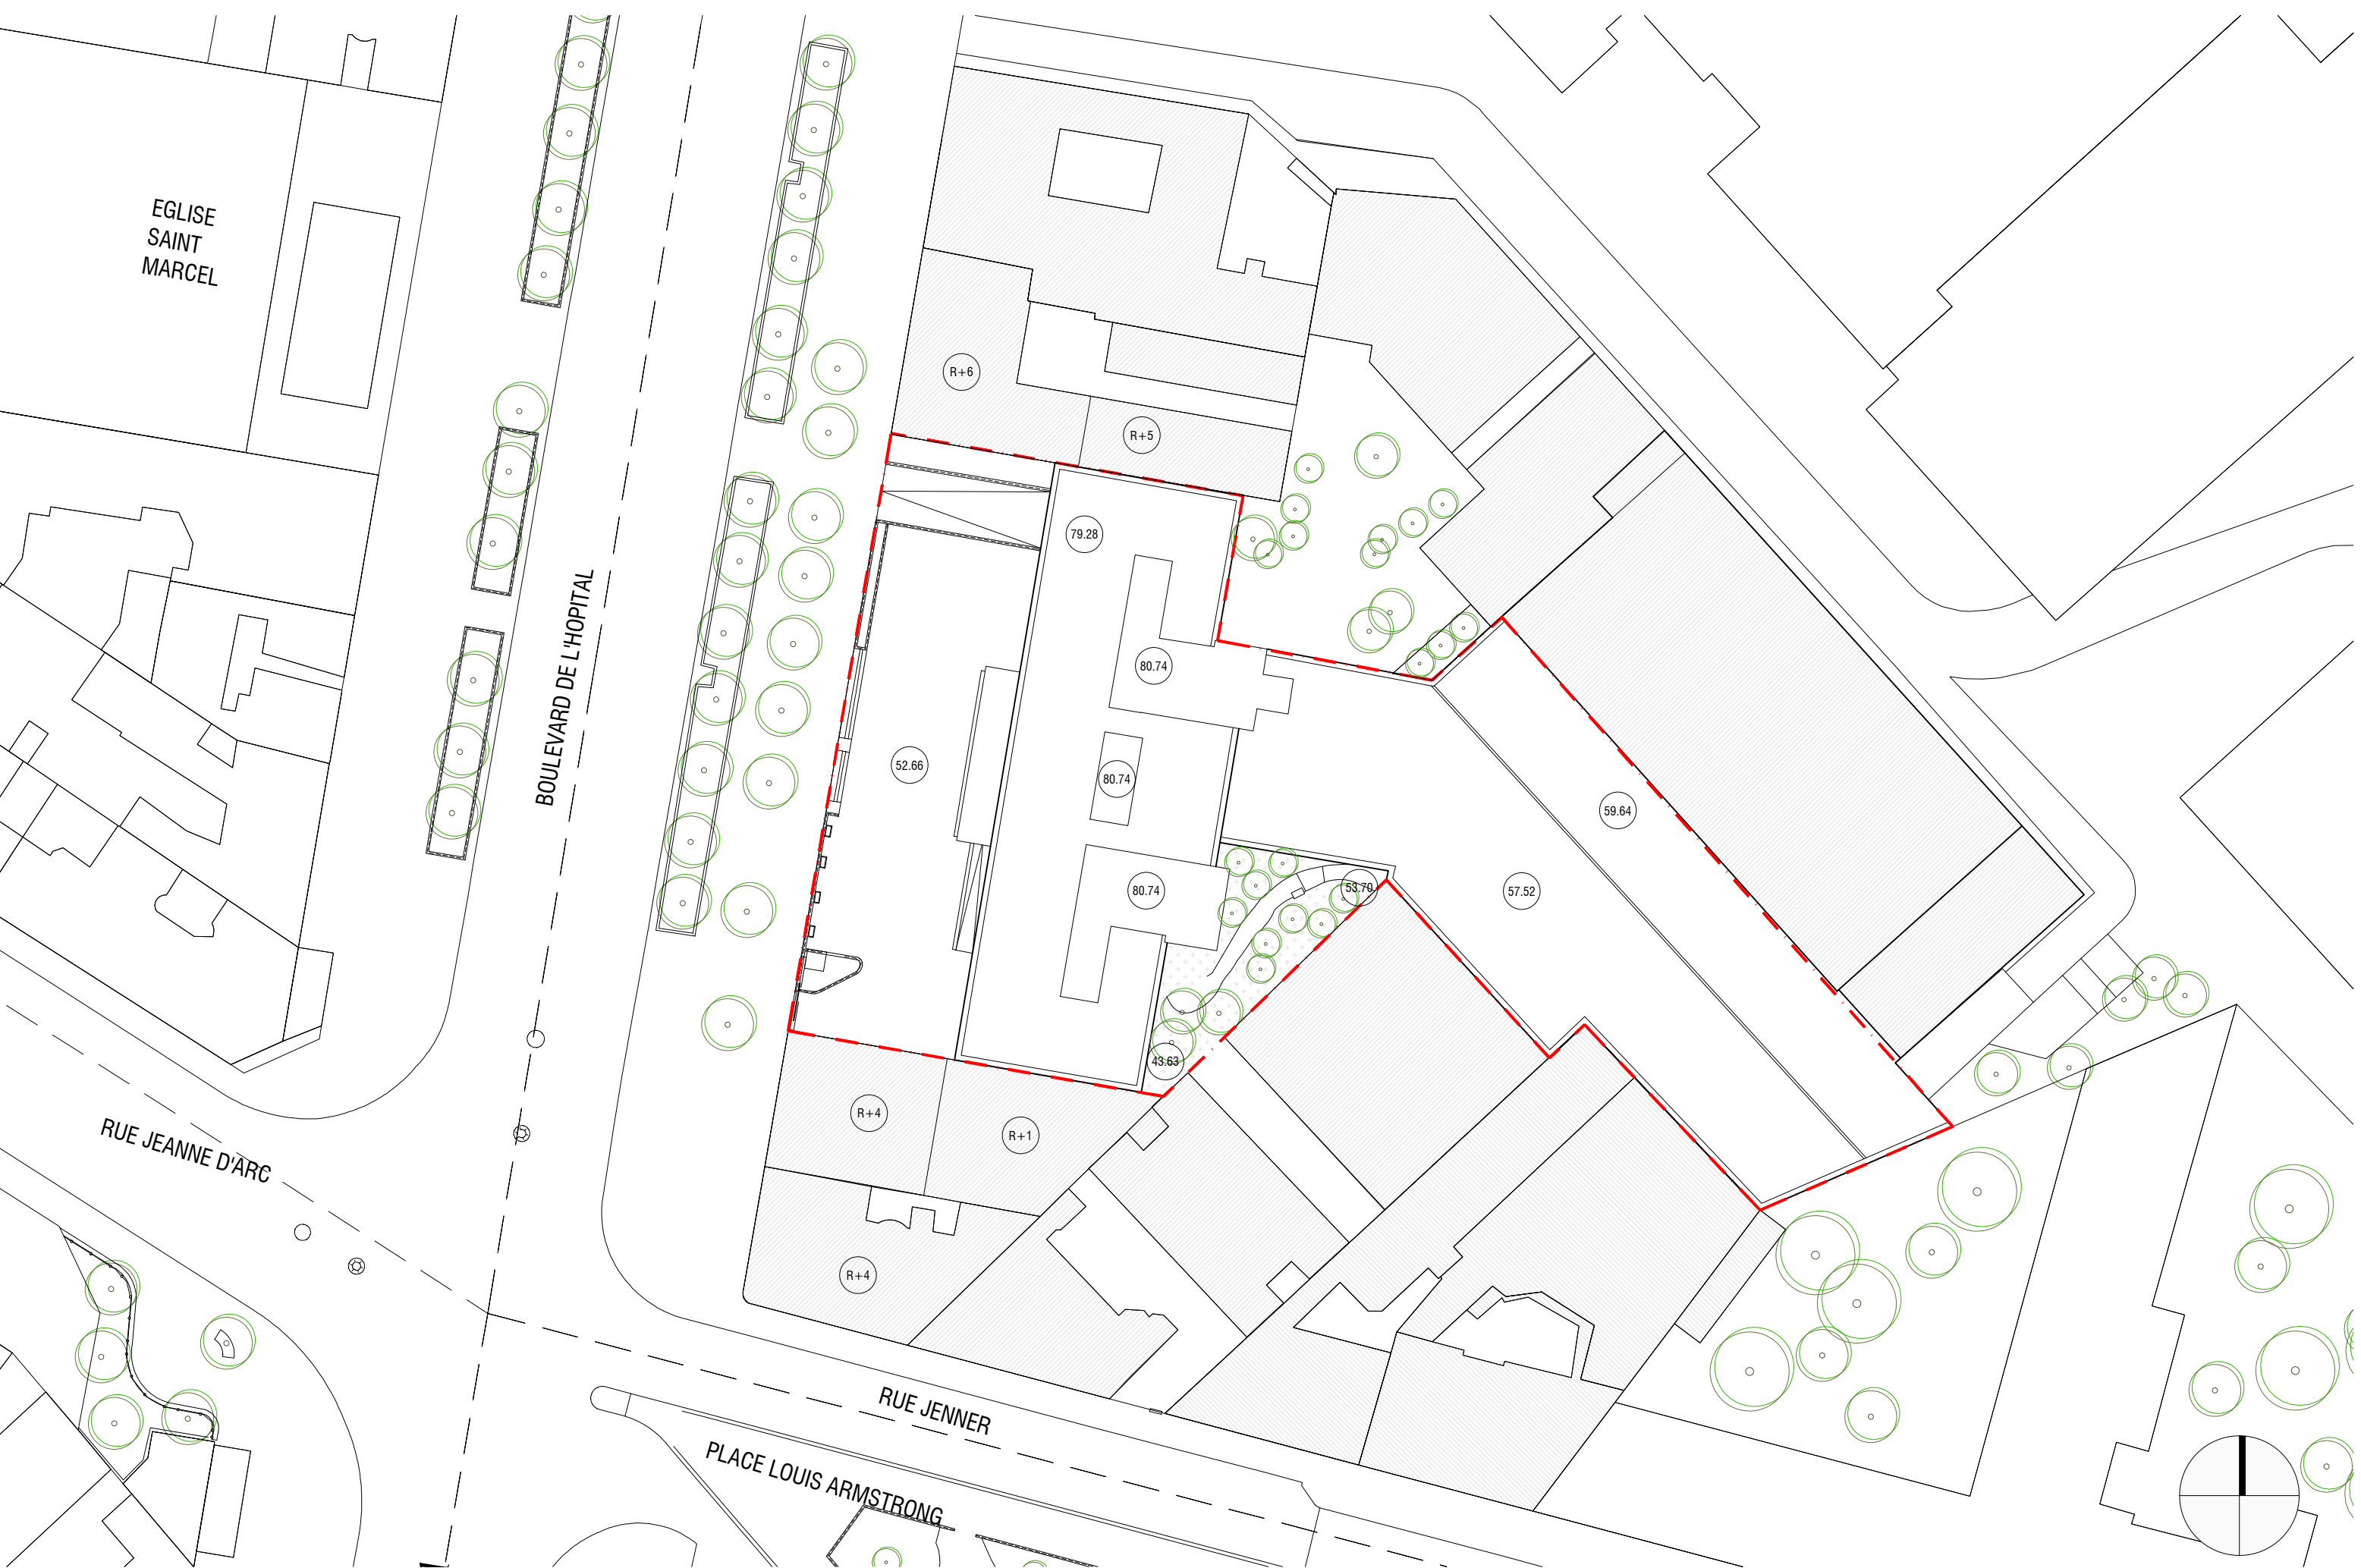 EGLISE
SAINT
MARCEL
R+6
R+5
79.28
80.74
BOULEVARD DE L'HOPITAL
52.66
80.74
59.64
80.74
53.70
57.52
43.63
R+4
R+1
RUE JEANNE D'ARC
R+4
RUE JENNER
PLACE LOUIS ARMSTRONG